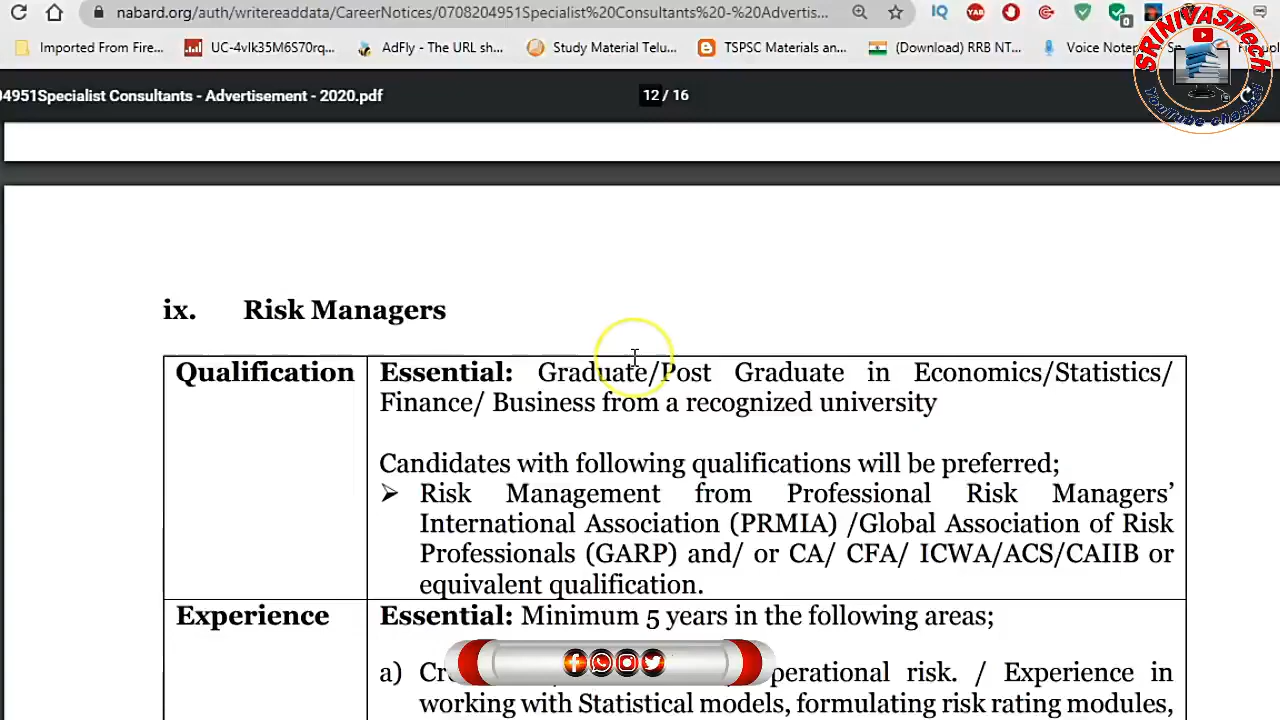 nabard.org/auth/writereaddata/CareerNotices/0708204951Specialist%20Consultants%20-%20Advertis...
Imported From Fire... UC-4vlk35M6S70rq... AdFly - The URL sh... Study Material Telu... TSPSC Materials an... (Download) RRB NT... Voice Notep
SRINIVASMech
YouTube channel
04951Specialist Consultants - Advertisement - 2020.pdf 12 / 16
ix. Risk Managers
Qualification Essential: Graduate/Post Graduate in Economics/Statistics/
Finance/ Business from a recognized university
Candidates with following qualifications will be preferred;
➢ Risk Management from Professional Risk Managers’
International Association (PRMIA) /Global Association of Risk
Professionals (GARP) and/ or CA/ CFA/ ICWA/ACS/CAIIB or
equivalent qualification.
Experience Essential: Minimum 5 years in the following areas;
a) Cr perational risk. / Experience in
working with Statistical models, formulating risk rating modules,